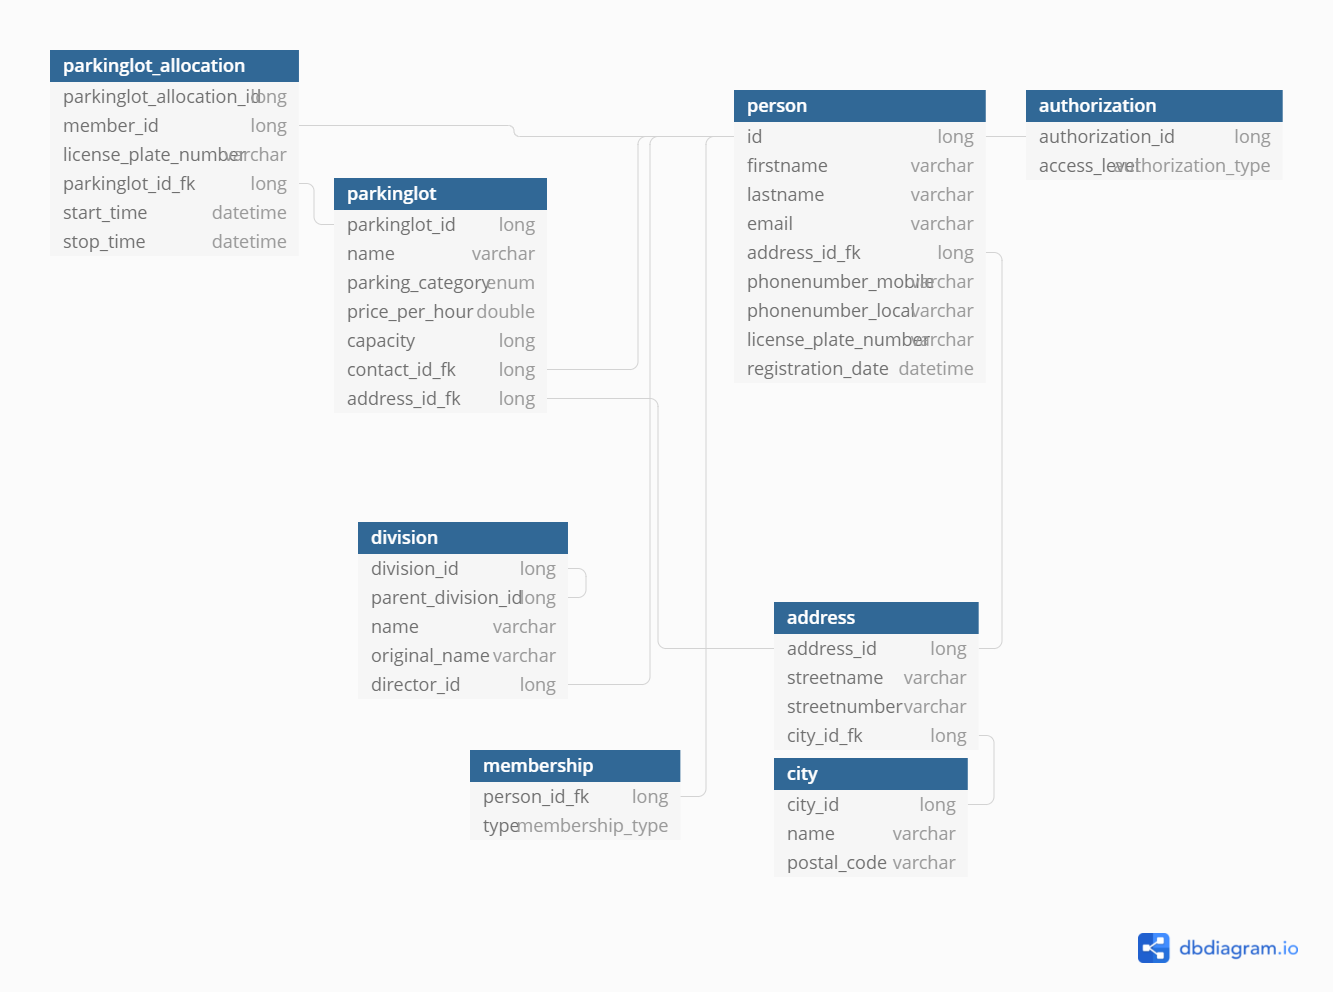 parkinglot_allocation
parkinglot_allocation_id long
member_id long
license_plate_number varchar
parkinglot_id_fk long
start_time datetime
stop_time datetime
parkinglot
parkinglot_id long
name varchar
parking_category enum
price_per_hour double
capacity long
contact_id_fk long
address_id_fk long
person
id long
firstname varchar
lastname varchar
email varchar
address_id_fk long
phonenumber_mobile varchar
phonenumber_local varchar
license_plate_number varchar
registration_date datetime
authorization
authorization_id long
access_level authorization_type
division
division_id long
parent_division_id long
name varchar
original_name varchar
director_id long
membership
person_id_fk long
type membership_type
address
address_id long
streetname varchar
streetnumber varchar
city_id_fk long
city
city_id long
name varchar
postal_code varchar
dbdiagram.io